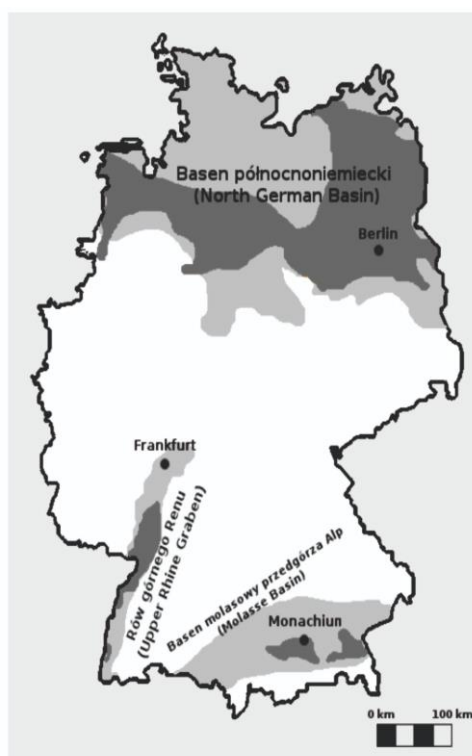 Basen północnoniemiecki
(North German Basin)
Berlin
Frankfurt
Rów górnego Renu
(Upper Rhine Graben)
Basen molasowy przedgórza Alp
(Molasse Basin)
Monachiun
0 km 100 km